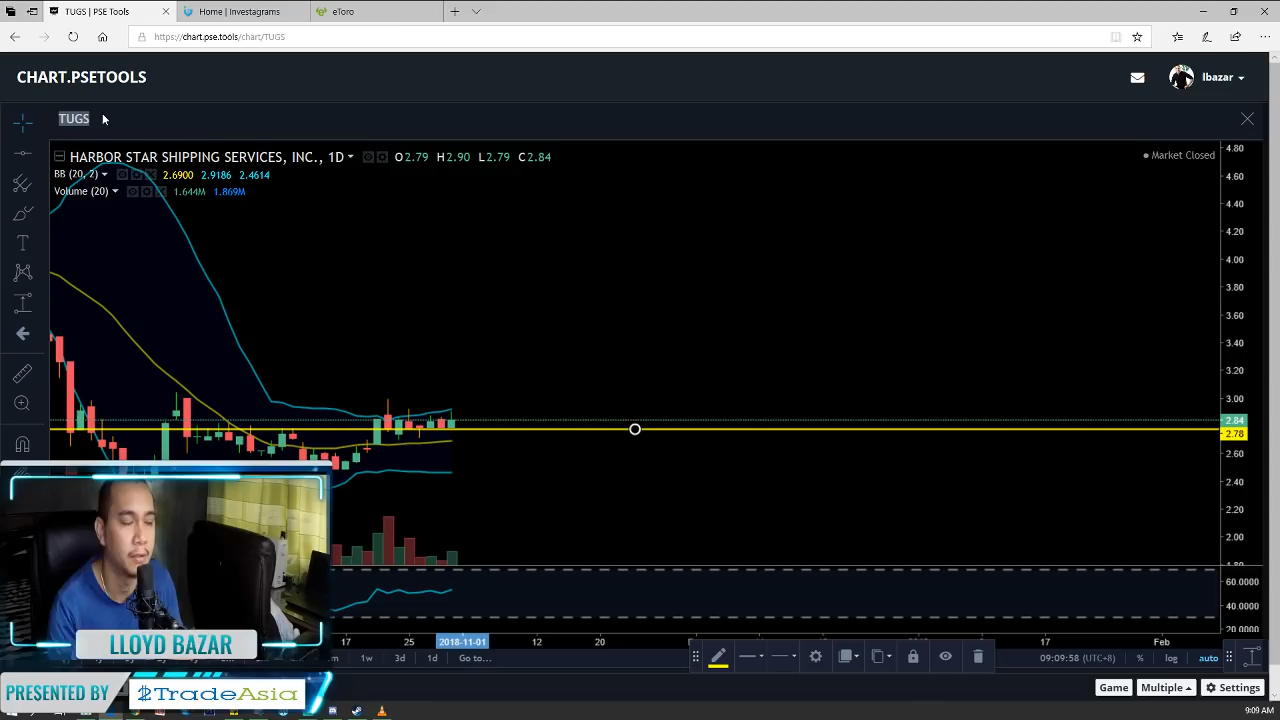 TUGS | PSE Tools
Home | Investagrams
eToro
https://chart.pse.tools/chart/TUGS
CHART.PSETOOLS
lbazar
TUGS
HARBOR STAR SHIPPING SERVICES, INC., 1D
O2.79 H2.90 L2.79 C2.84
Market Closed
BB (20, 2) 2.6900 2.9186 2.4614
Volume (20) 1.644M 1.869M
4.80
4.60
4.40
4.20
4.00
3.80
3.60
3.40
3.20
3.00
2.84
2.78
2.60
2.40
2.20
2.00
60.0000
40.0000
20.0000
17 25 2018-11-01 12 20 17 Feb
1w 3d 1d Go to...
09:09:58 (UTC+8) % log auto
LLOYD BAZAR
PRESENTED BY
$TradeAsia
Game Multiple Settings
9:09 AM